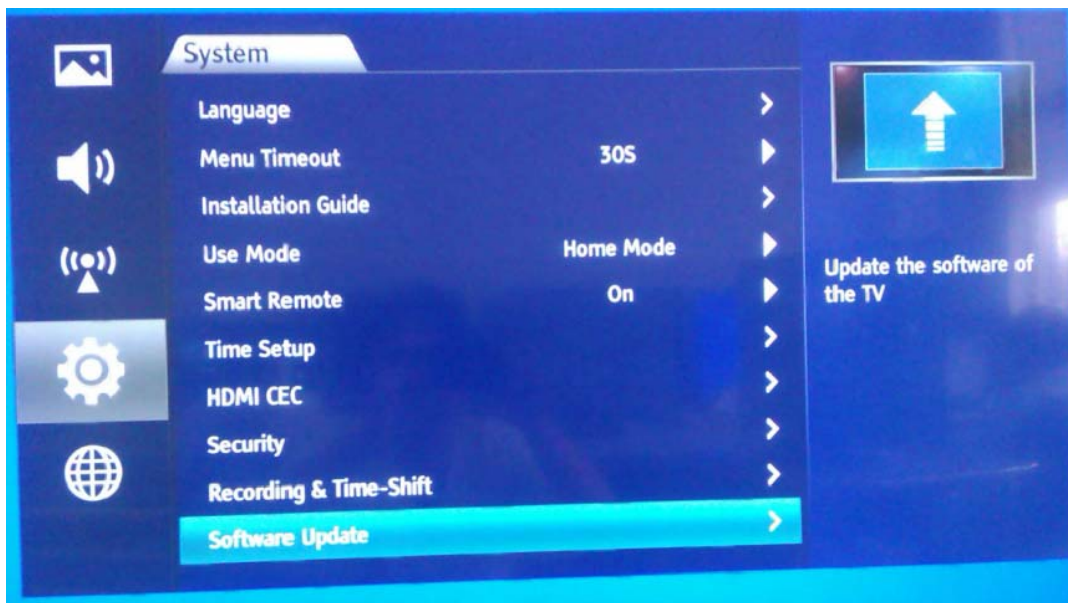 System
Language
Menu Timeout 30S
Installation Guide
Use Mode Home Mode
Smart Remote On
Time Setup
HDMI CEC
Security
Recording & Time-Shift
Software Update
Update the software of
the TV